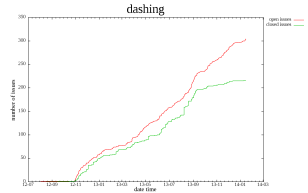 dashing
open issues
closed issues
350
300
250
200
150
100
50
0
number of issues
12-07 12-09 12-11 13-01 13-03 13-05 13-07 13-09 13-11 14-01 14-03
date time